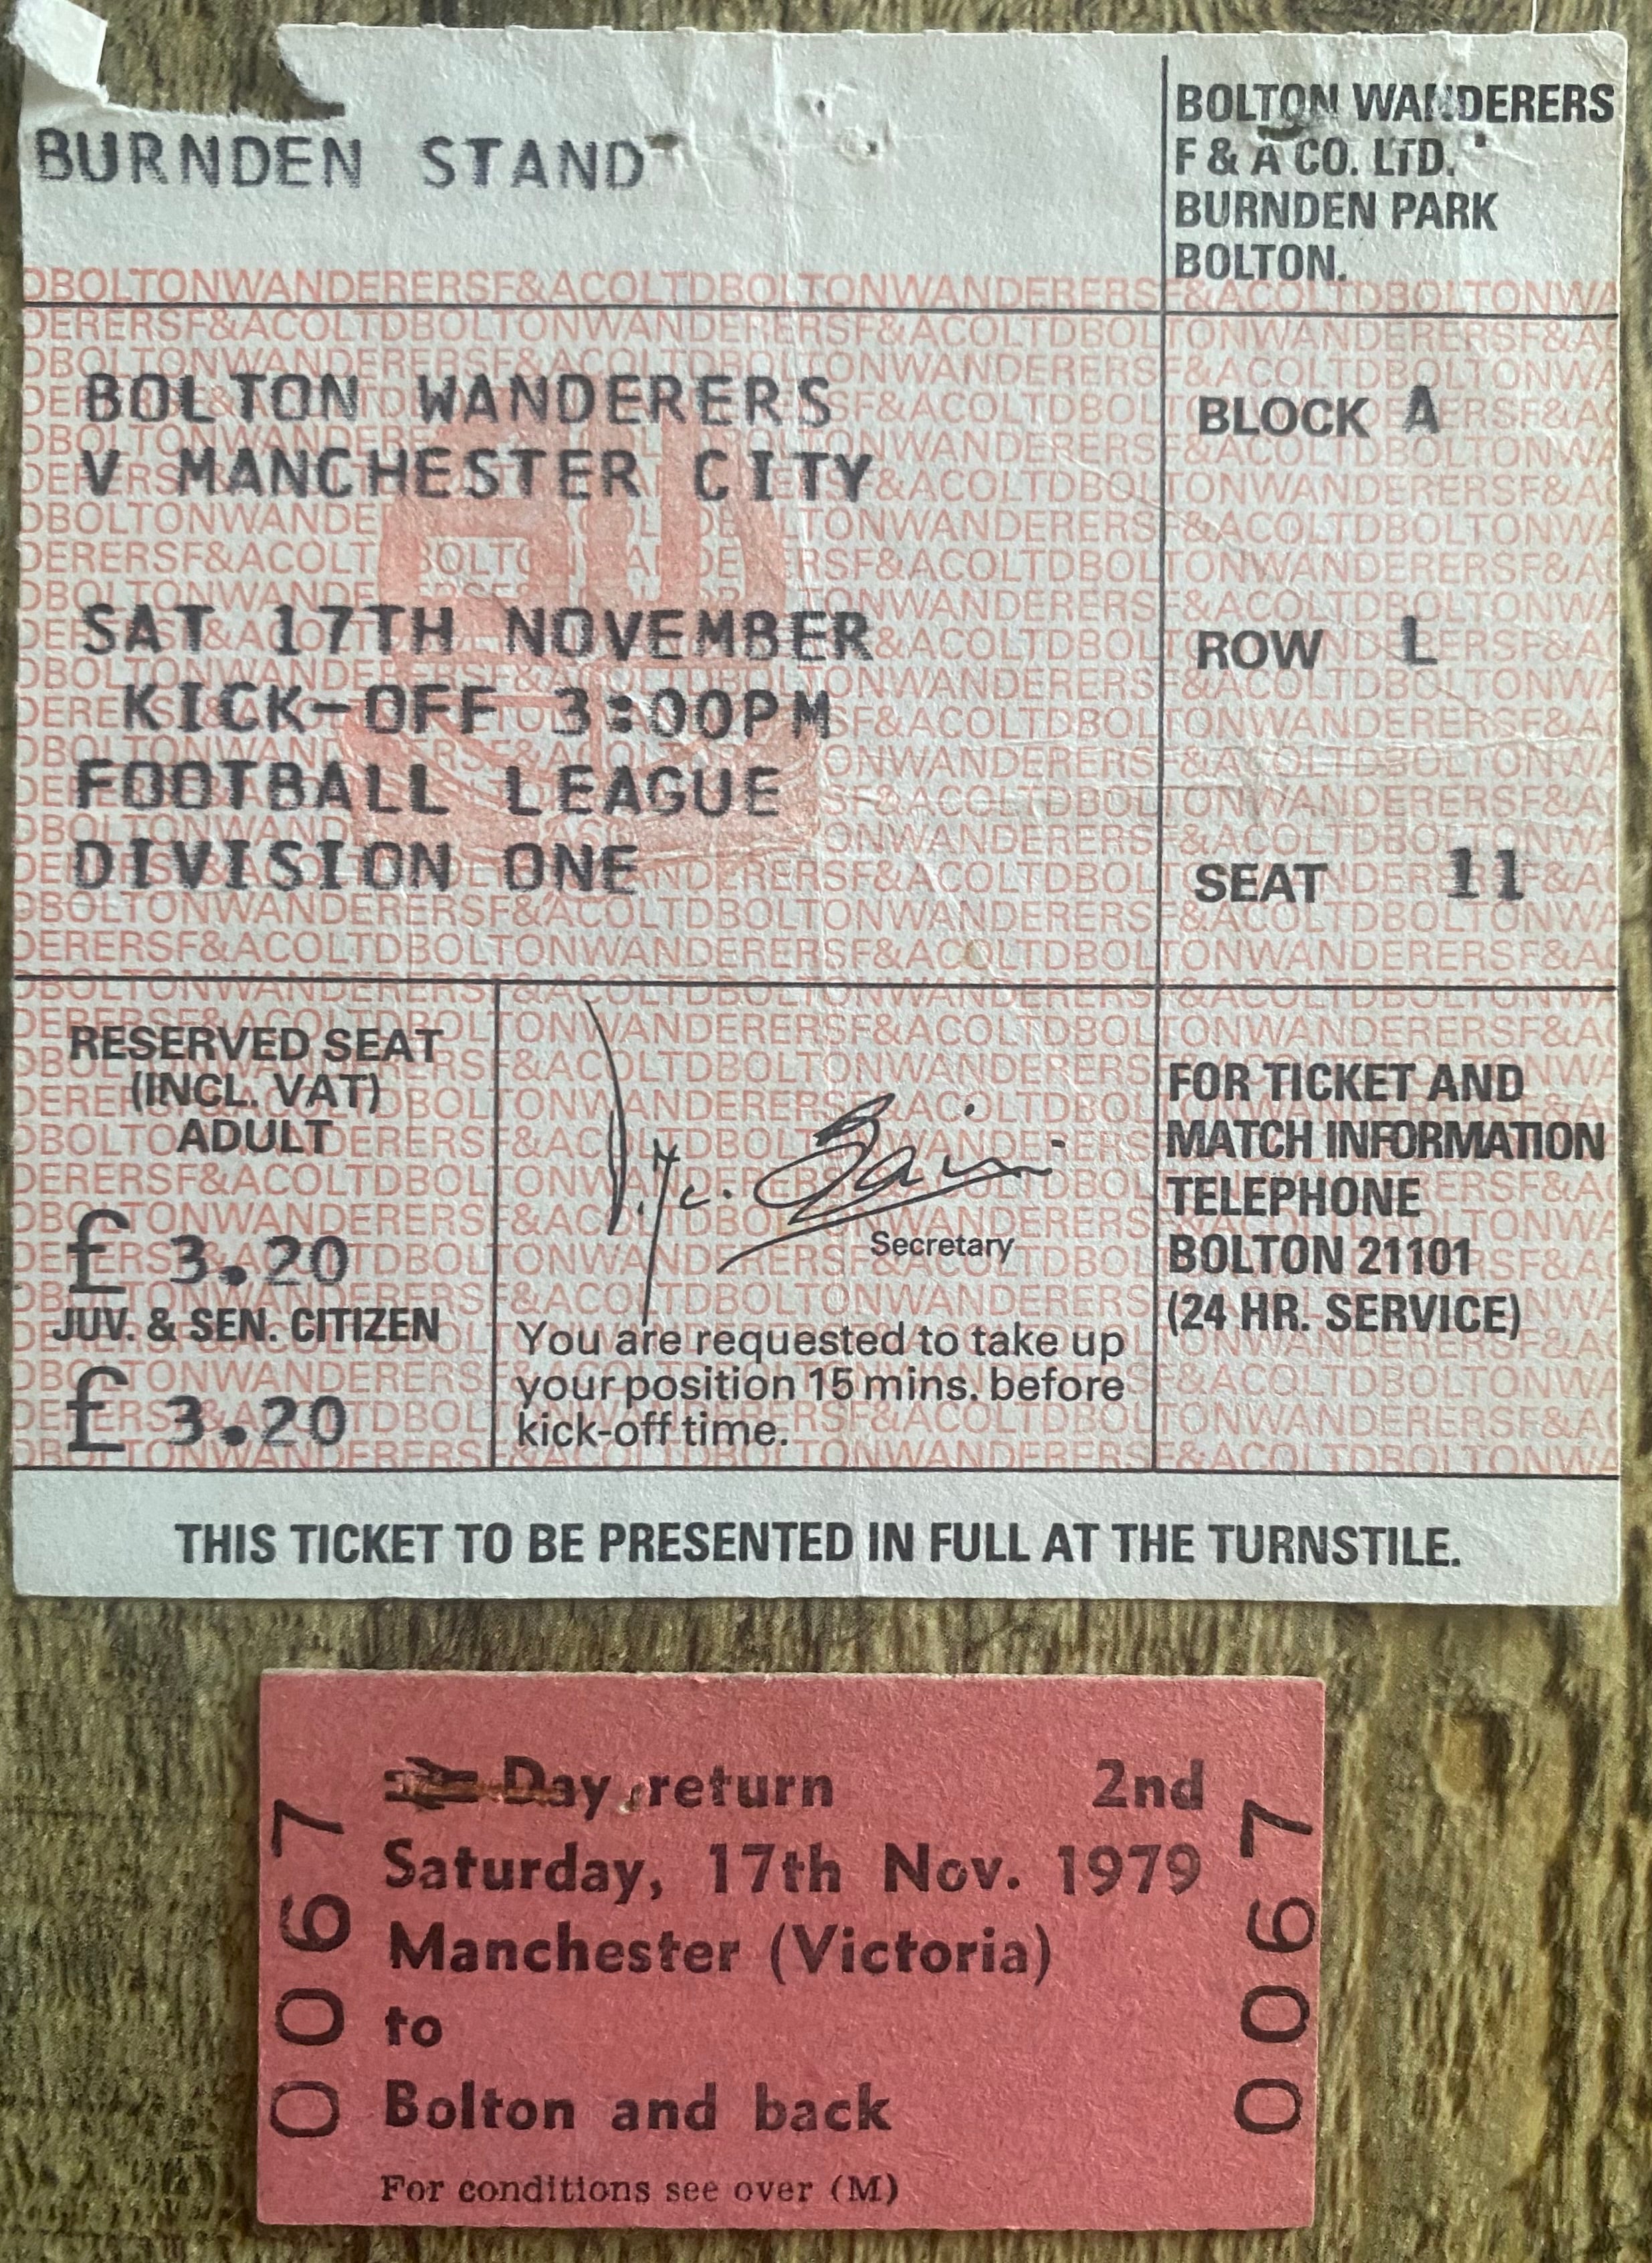 BURNDEN STAND
BOLTON WANDERERS
F & A CO. LTD.
BURNDEN PARK
BOLTON.
BOLTON WANDERERS
V MANCHESTER CITY
SAT 17TH NOVEMBER
KICK-OFF 3:00PM
FOOTBALL LEAGUE
DIVISION ONE
BLOCK A
ROW L
SEAT 11
RESERVED SEAT
(INCL. VAT)
ADULT
£ 3.20
JUV. & SEN. CITIZEN
£ 3.20
Secretary
You are requested to take up
your position 15 mins. before
kick-off time.
FOR TICKET AND
MATCH INFORMATION
TELEPHONE
BOLTON 21101
(24 HR. SERVICE)
THIS TICKET TO BE PRESENTED IN FULL AT THE TURNSTILE.
0067
Day return 2nd
Saturday, 17th Nov. 1979
Manchester (Victoria)
to
Bolton and back
For conditions see over (M)
0067